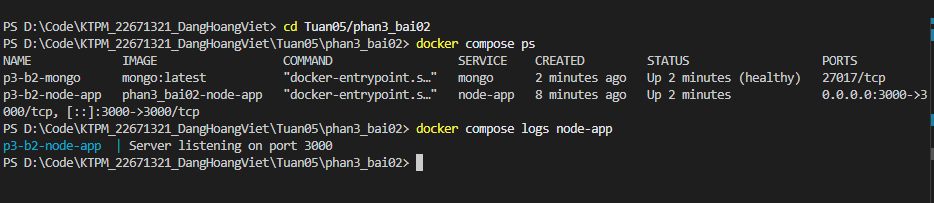 PS D:\Code\KTPM_22671321_DangHoangViet> cd Tuan05/phan3_bai02
PS D:\Code\KTPM_22671321_DangHoangViet\Tuan05\phan3_bai02> docker compose ps
NAME IMAGE COMMAND SERVICE CREATED STATUS PORTS
p3-b2-mongo mongo:latest "docker-entrypoint.s…" mongo 2 minutes ago Up 2 minutes (healthy) 27017/tcp
p3-b2-node-app phan3_bai02-node-app "docker-entrypoint.s…" node-app 8 minutes ago Up 2 minutes 0.0.0.0:3000->3
000/tcp, [::]:3000->3000/tcp
PS D:\Code\KTPM_22671321_DangHoangViet\Tuan05\phan3_bai02> docker compose logs node-app
p3-b2-node-app | Server listening on port 3000
PS D:\Code\KTPM_22671321_DangHoangViet\Tuan05\phan3_bai02>